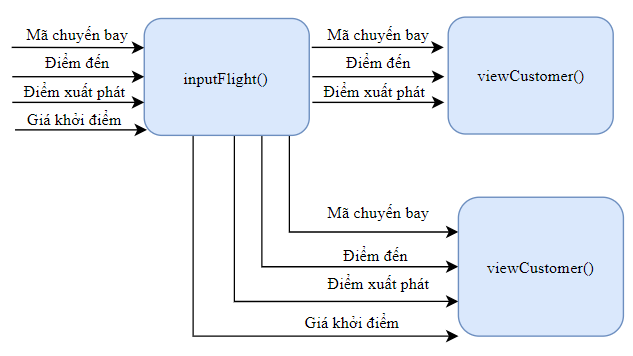 Mã chuyến bay
Điểm đến
Điểm xuất phát
Giá khởi điểm
inputFlight()
Mã chuyến bay
Điểm đến
Điểm xuất phát
viewCustomer()
Mã chuyến bay
Điểm đến
Điểm xuất phát
Giá khởi điểm
viewCustomer()